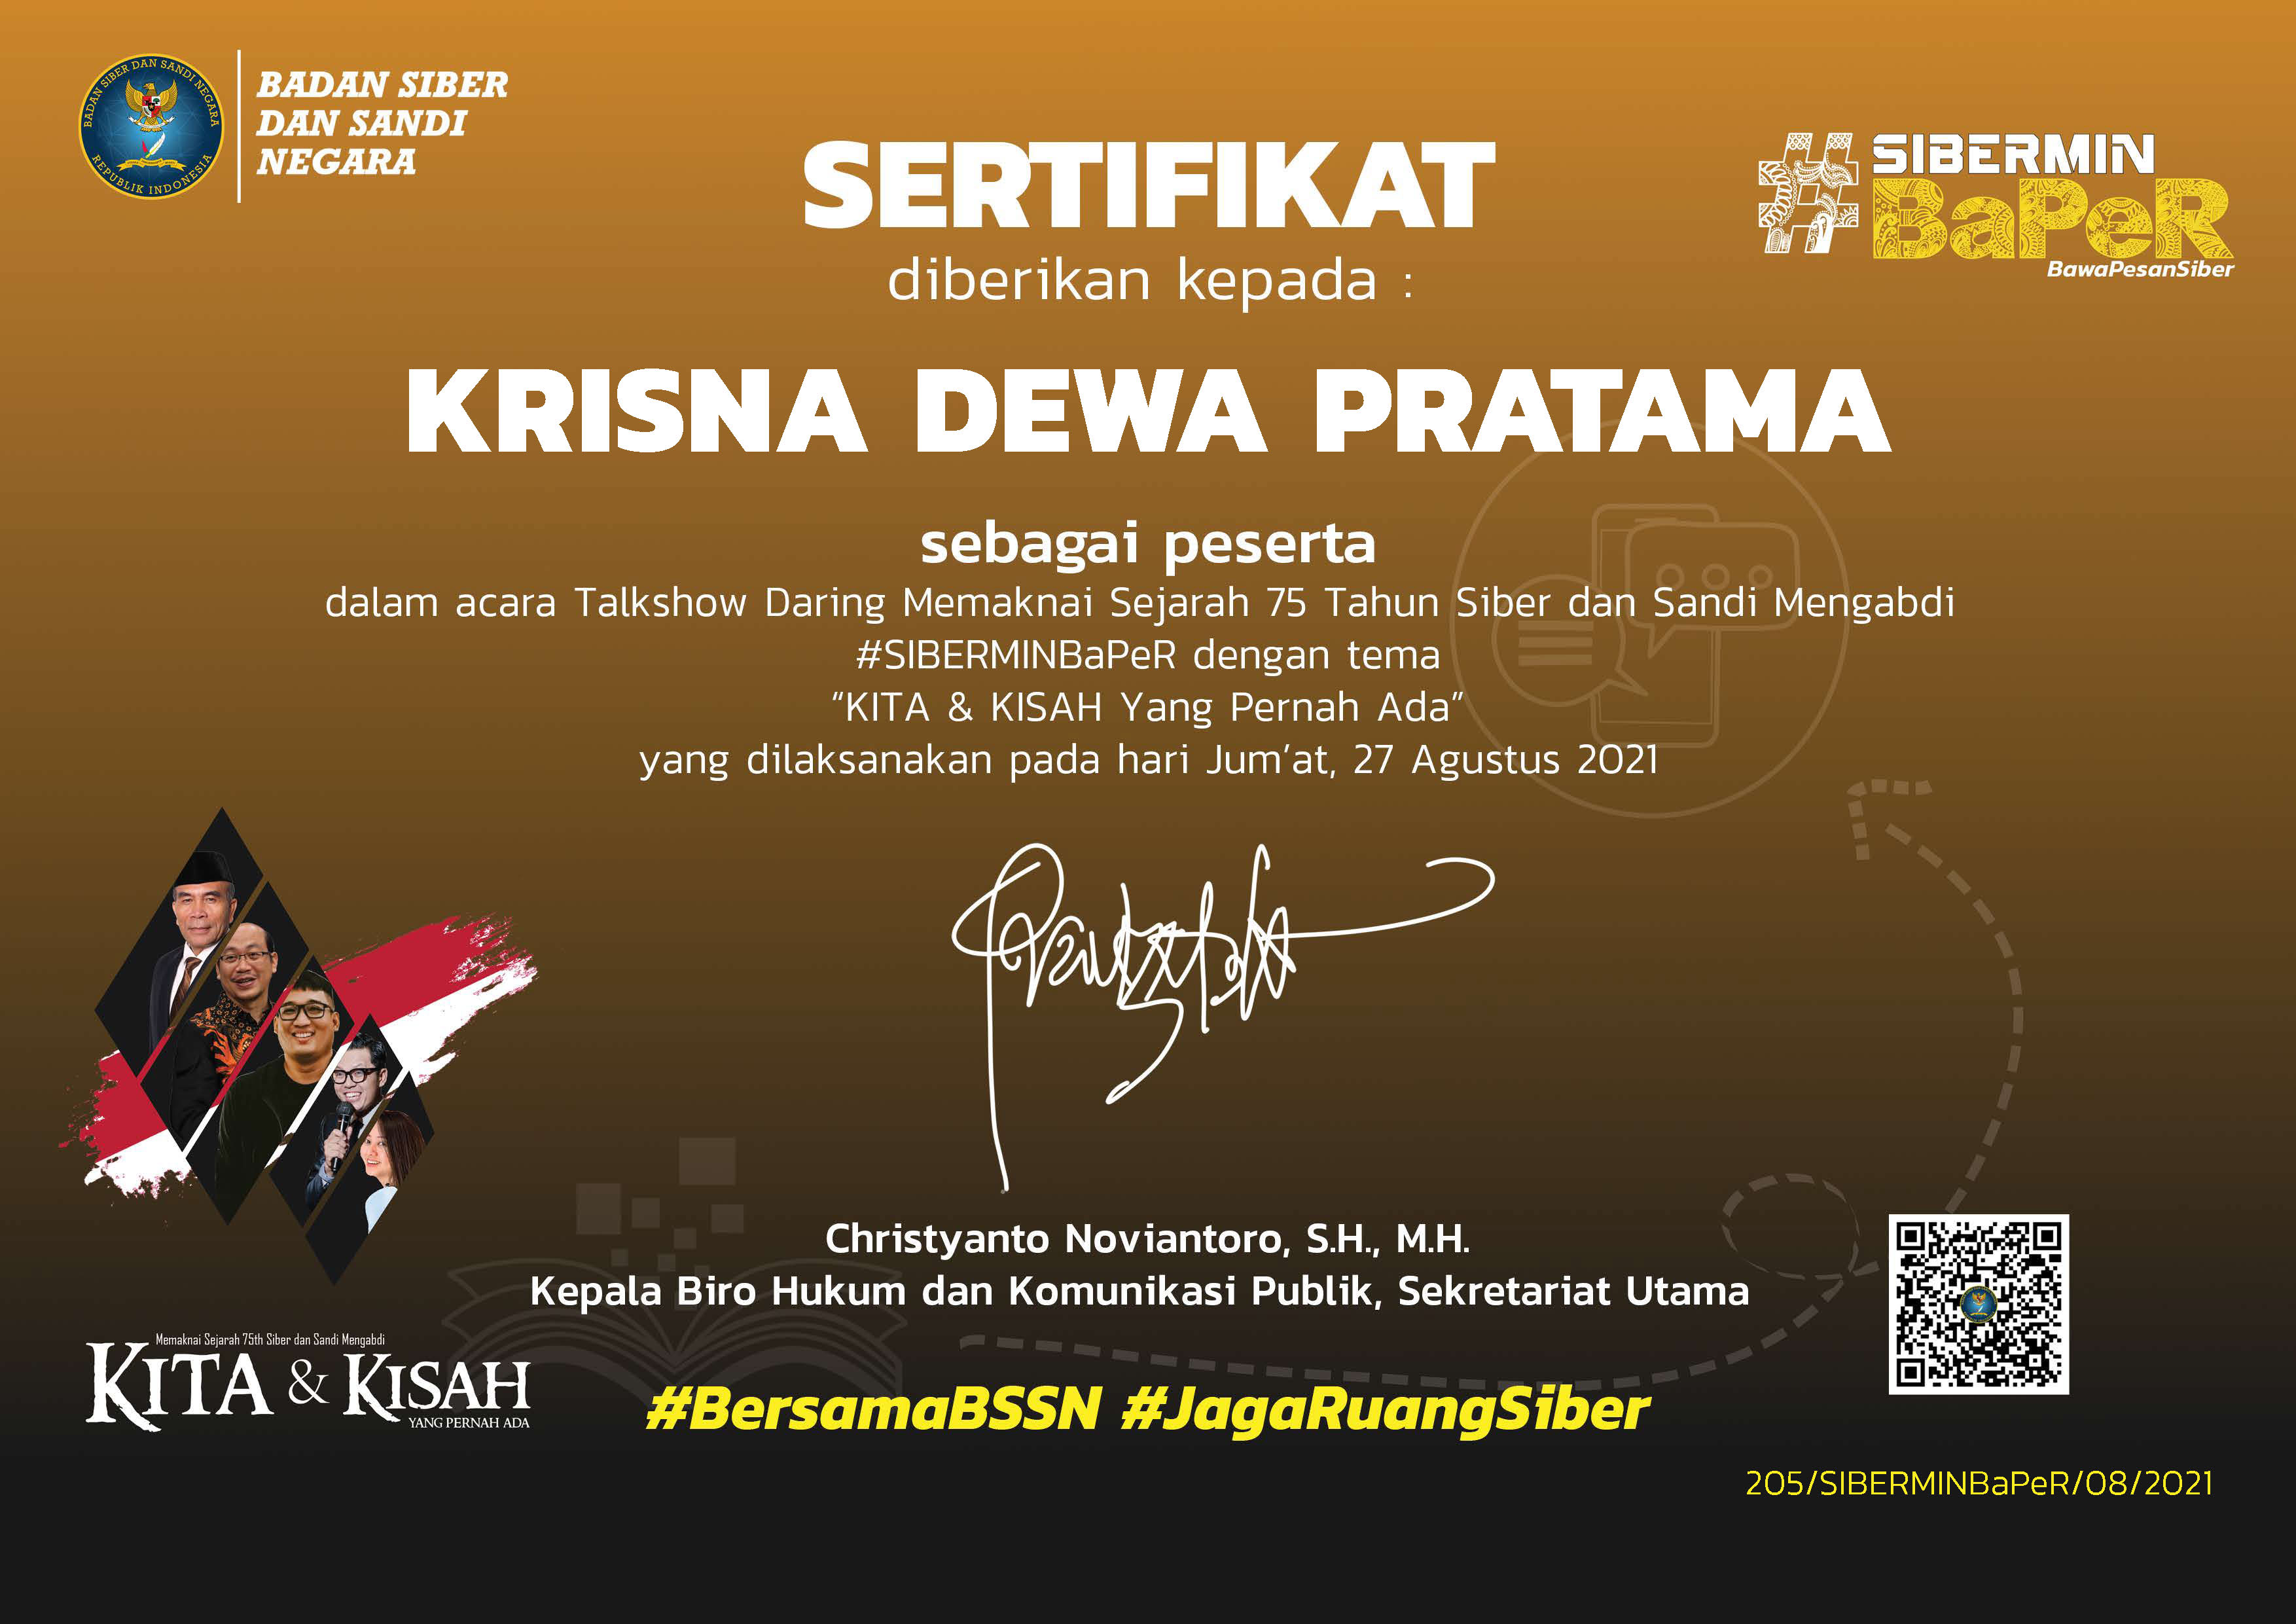 BADAN SIBER DAN SANDI NEGARA
REPUBLIK INDONESIA
BADAN SIBER
DAN SANDI
NEGARA
#SIBERMIN
BaPeR
BawaPesanSiber
SERTIFIKAT
diberikan kepada :
KRISNA DEWA PRATAMA
sebagai peserta
dalam acara Talkshow Daring Memaknai Sejarah 75 Tahun Siber dan Sandi Mengabdi
#SIBERMINBaPeR dengan tema
“KITA & KISAH Yang Pernah Ada”
yang dilaksanakan pada hari Jum’at, 27 Agustus 2021
Christyanto Noviantoro, S.H., M.H.
Kepala Biro Hukum dan Komunikasi Publik, Sekretariat Utama
Memaknai Sejarah 75th Siber dan Sandi Mengabdi
KITA & KISAH
YANG PERNAH ADA
#BersamaBSSN #JagaRuangSiber
205/SIBERMINBaPeR/08/2021